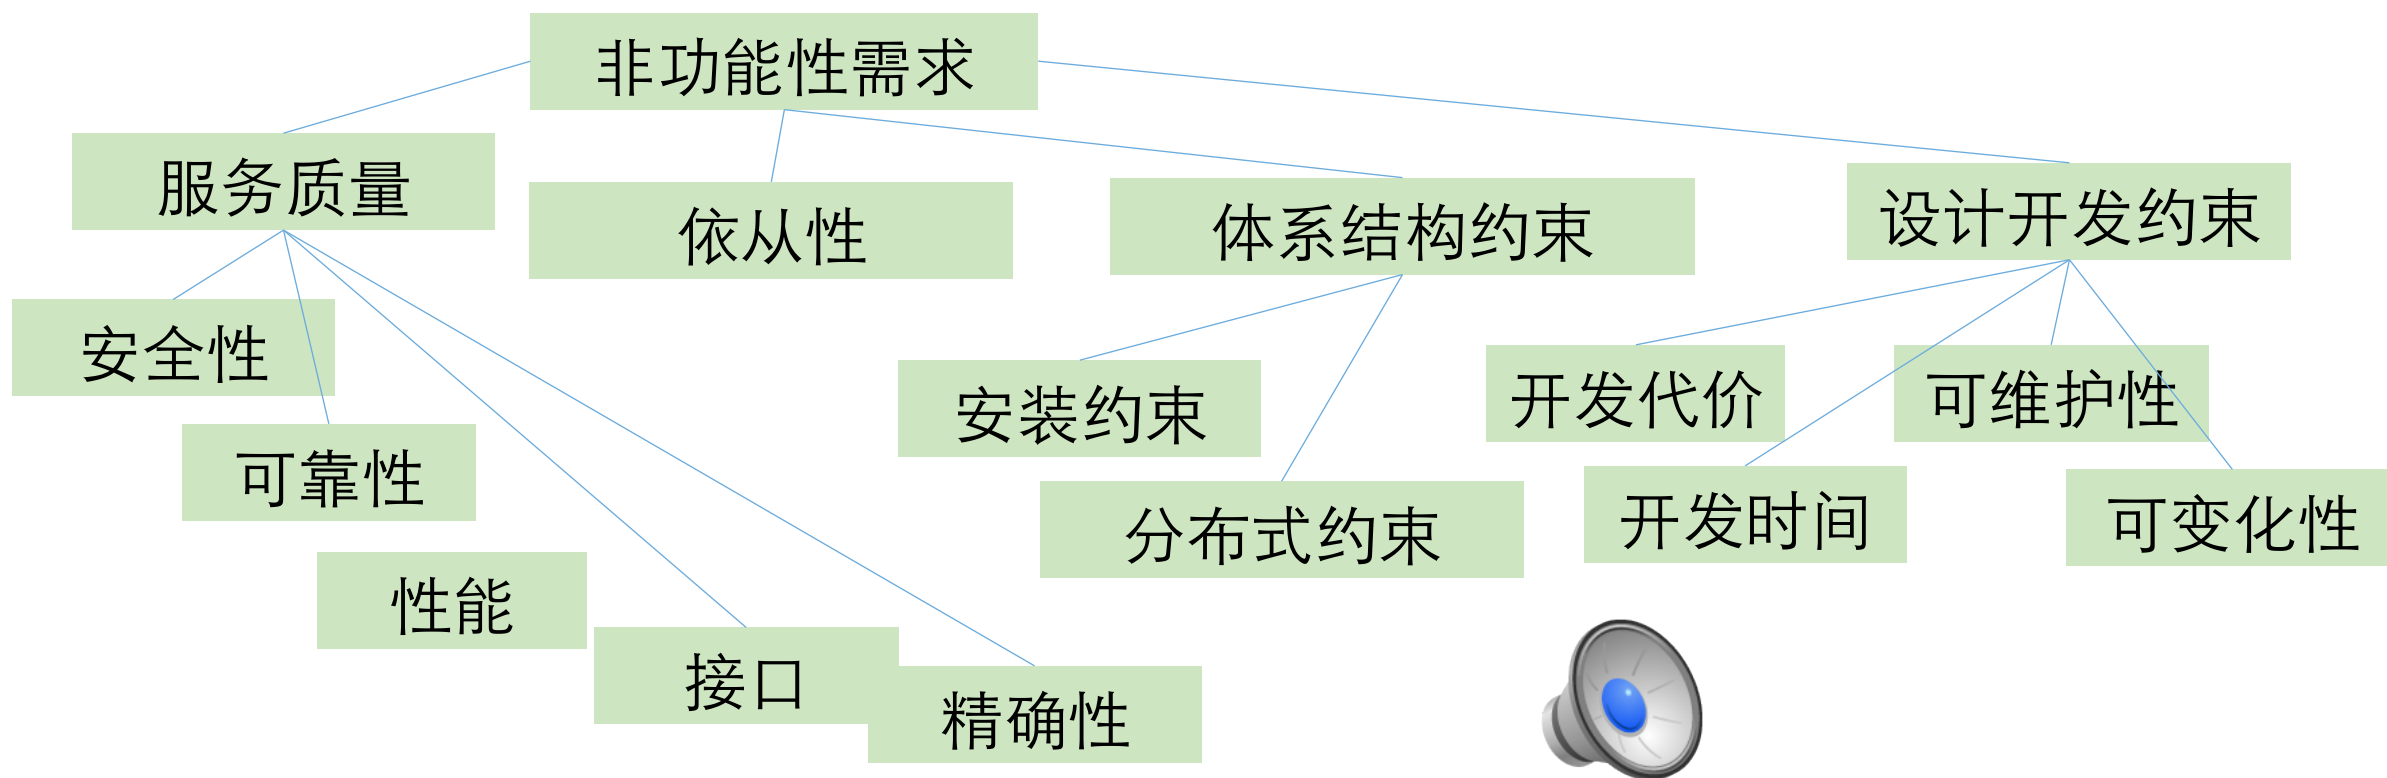 非功能性需求
服务质量
依从性
体系结构约束
设计开发约束
安全性
可靠性
性能
接口
精确性
安装约束
分布式约束
开发代价
可维护性
开发时间
可变化性